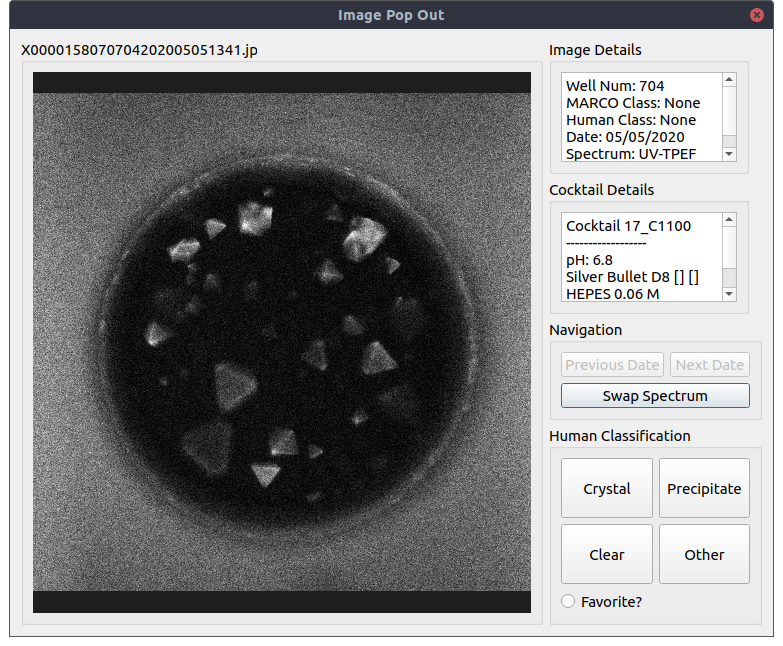 Image Pop Out
X0000158070704202005051341.jp
Image Details
Well Num: 704
MARCO Class: None
Human Class: None
Date: 05/05/2020
Spectrum: UV-TPEF
Cocktail Details
Cocktail 17_C1100
------------------
pH: 6.8
Silver Bullet D8 [] []
HEPES 0.06 M
Navigation
Previous Date Next Date
Swap Spectrum
Human Classification
Crystal Precipitate
Clear Other
Favorite?